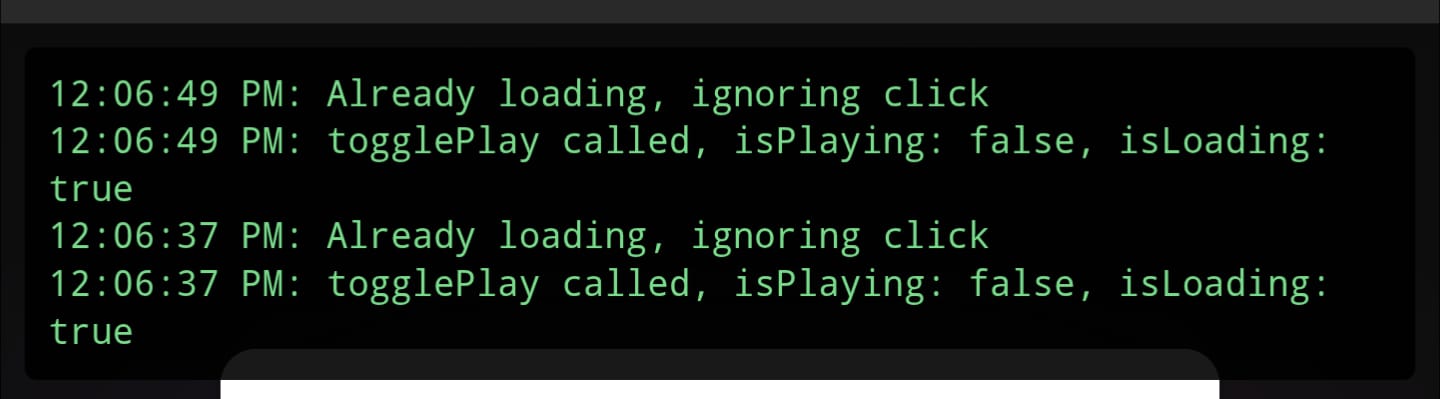 12:06:49 PM: Already loading, ignoring click
12:06:49 PM: togglePlay called, isPlaying: false, isLoading:
true
12:06:37 PM: Already loading, ignoring click
12:06:37 PM: togglePlay called, isPlaying: false, isLoading:
true